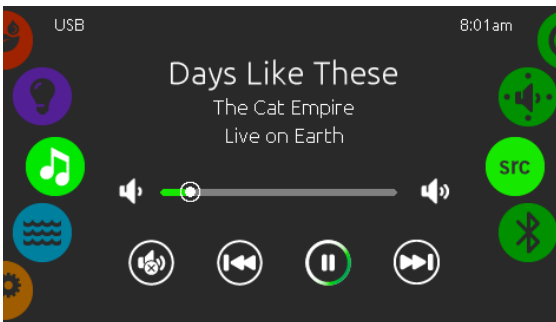 USB
8:01am
Days Like These
The Cat Empire
Live on Earth
src